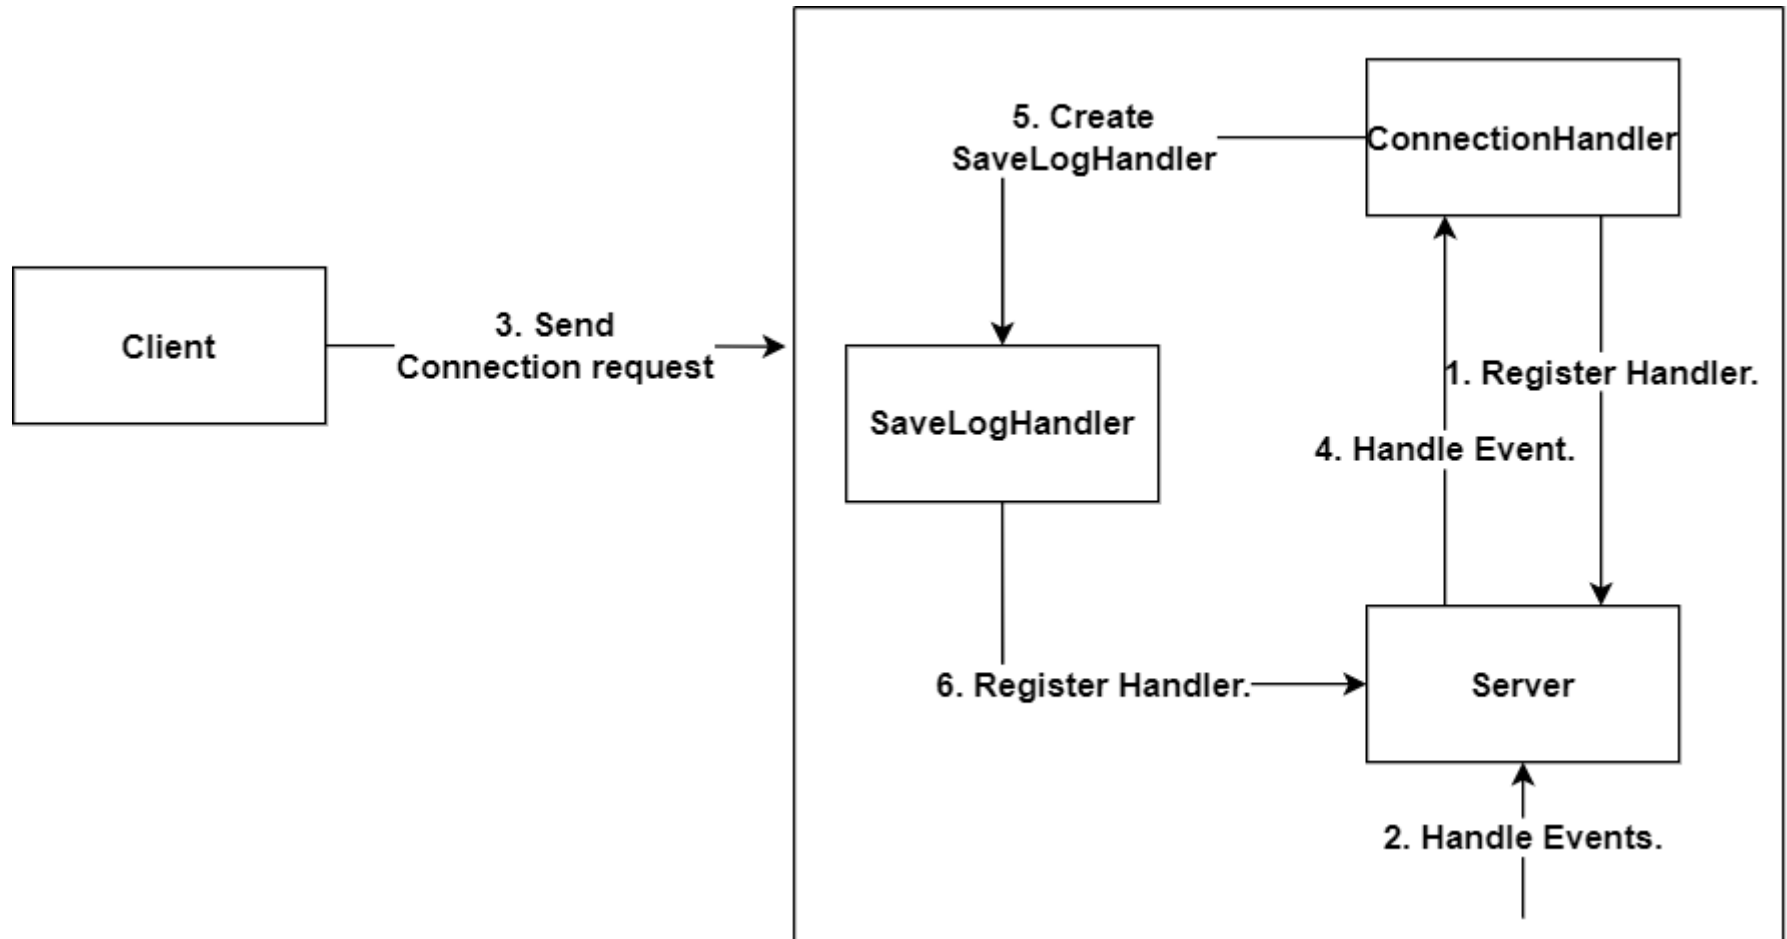 5. Create
SaveLogHandler
ConnectionHandler
3. Send
Connection request
Client
1. Register Handler.
SaveLogHandler
4. Handle Event.
6. Register Handler.
Server
2. Handle Events.